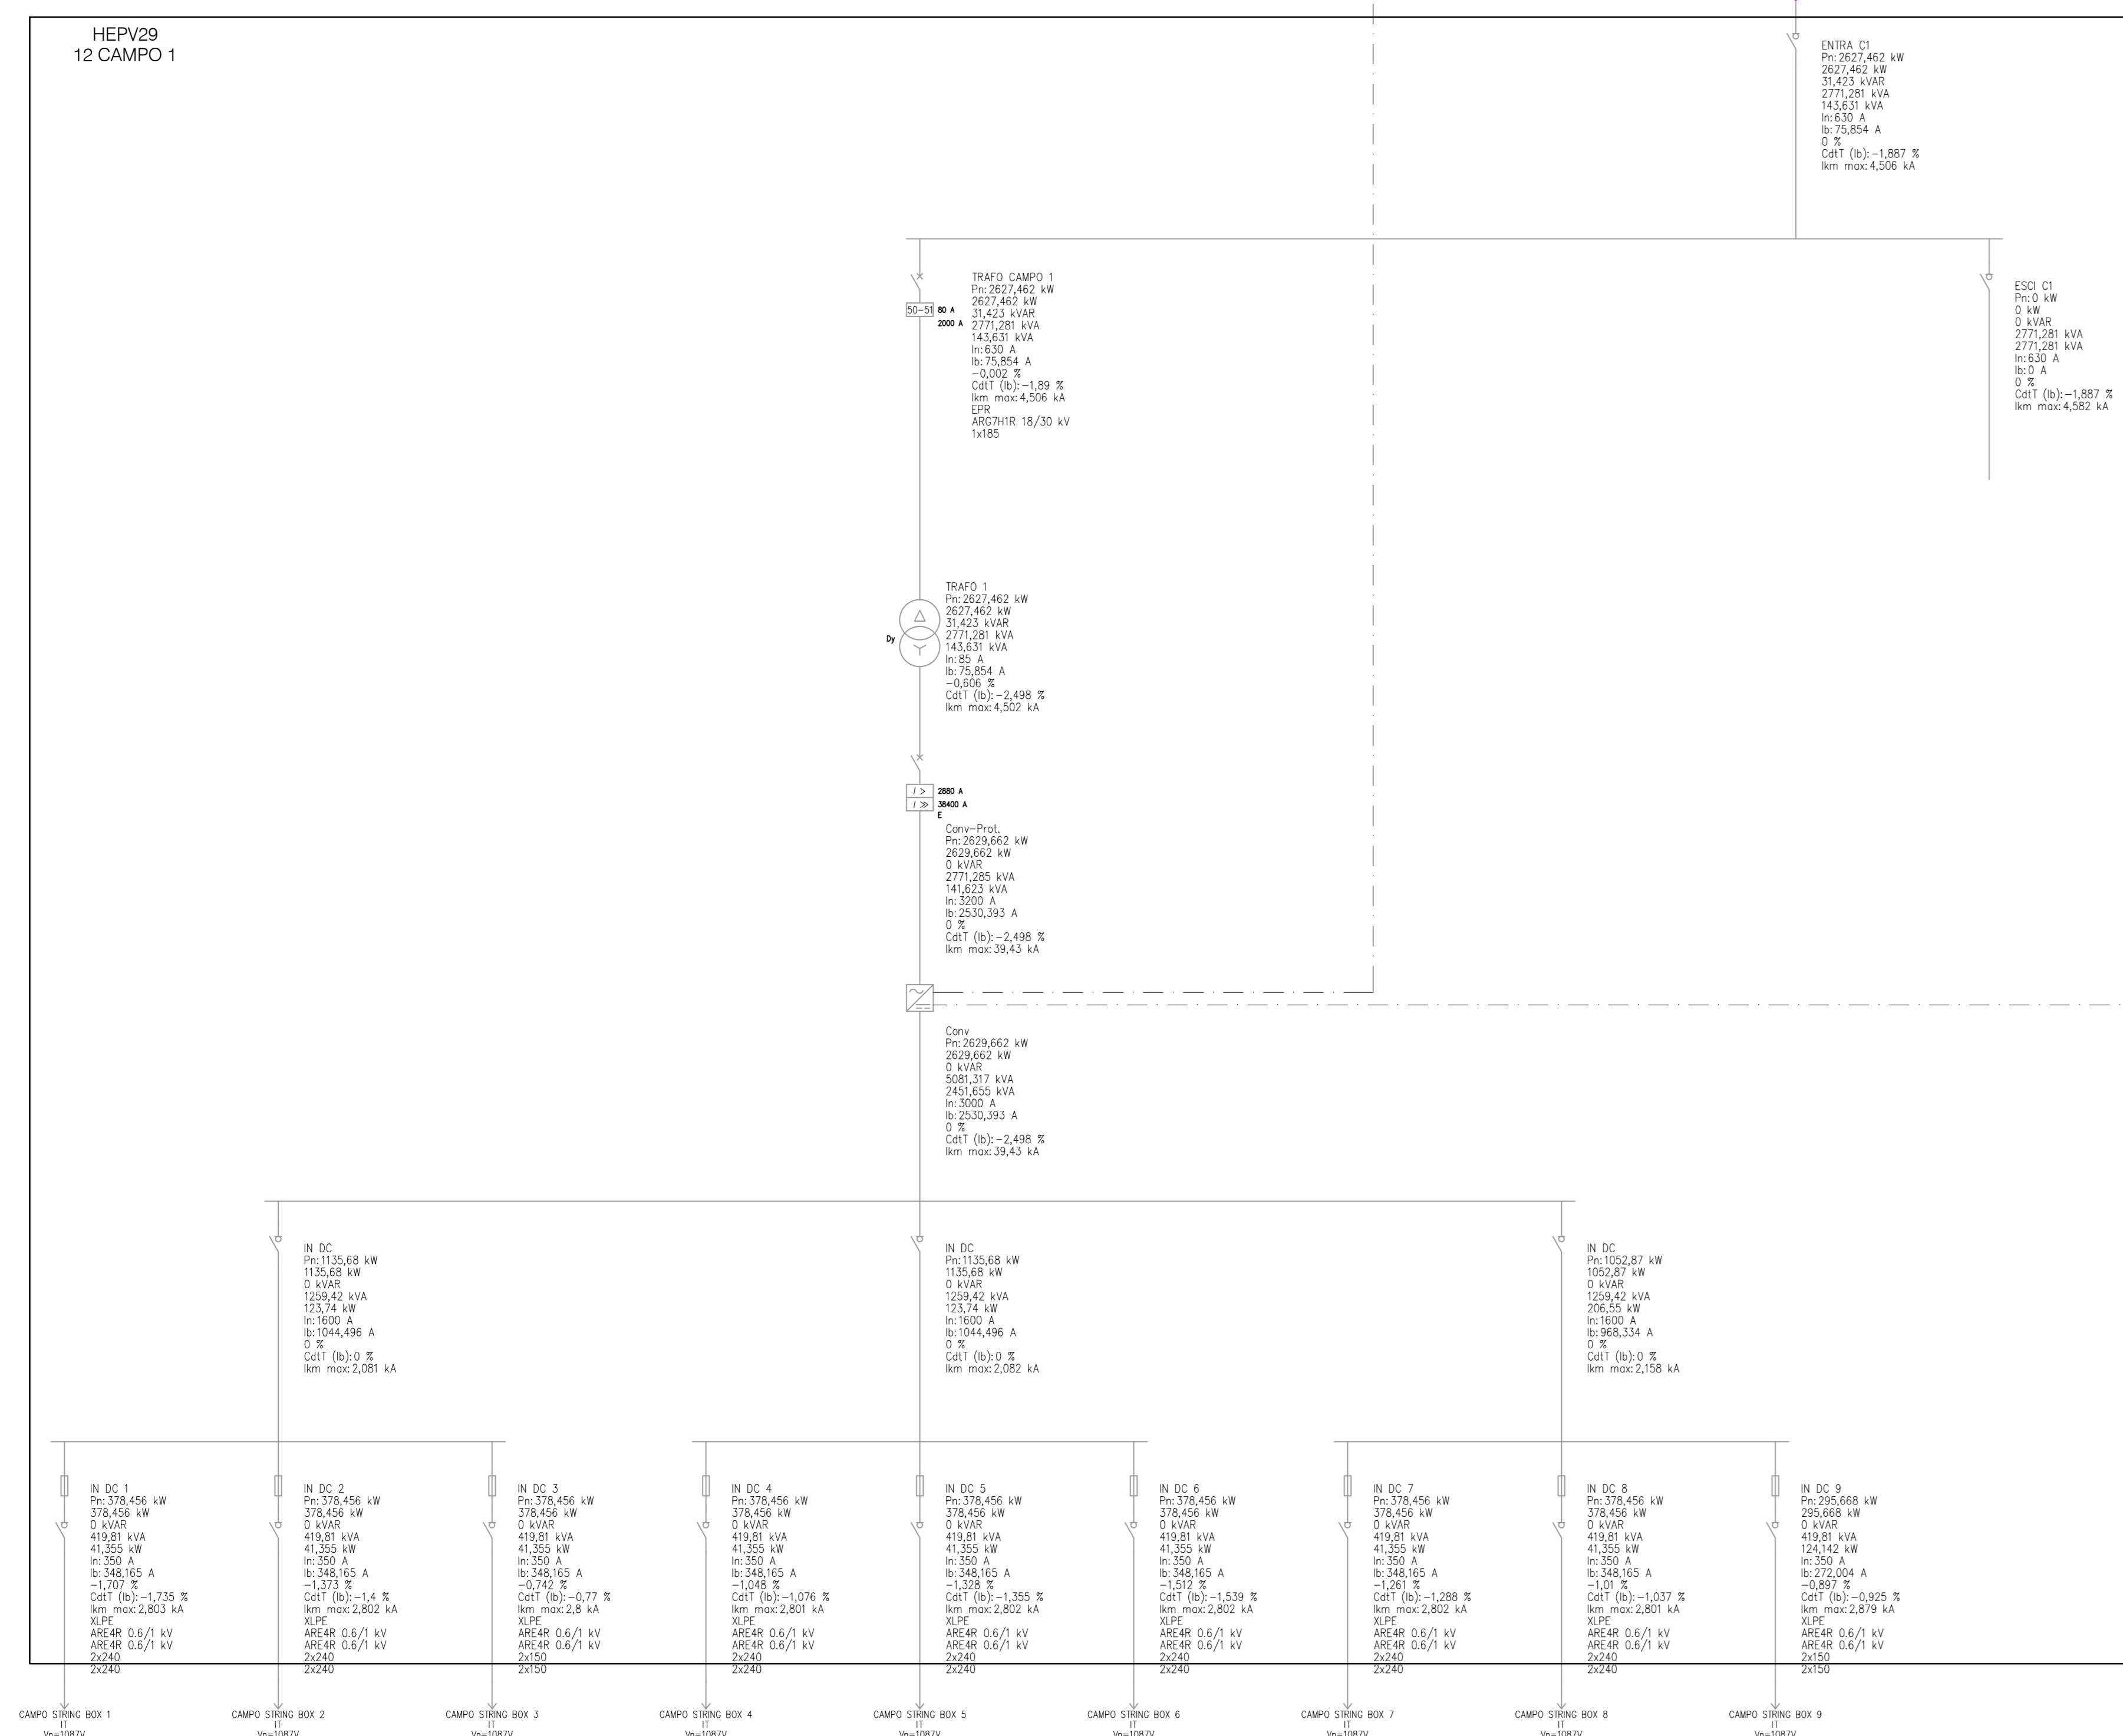 HEPV29
12 CAMPO 1
ENTRA C1
Pn: 2627,462 kW
2627,462 kW
31,423 kVAR
2771,281 kVA
143,631 kVA
In: 630 A
Ib: 75,854 A
0 %
CdtT (Ib): -1,887 %
Ikm max: 4,506 kA
TRAFO CAMPO 1
Pn: 2627,462 kW
2627,462 kW
31,423 kVAR
2771,281 kVA
143,631 kVA
In: 630 A
Ib: 75,854 A
-0,002 %
CdtT (Ib): -1,89 %
Ikm max: 4,506 kA
EPR
ARG7H1R 18/30 kV
1x185
50-51
80 A
2000 A
ESCI C1
Pn: 0 kW
0 kW
0 kVAR
2771,281 kVA
2771,281 kVA
In: 630 A
Ib: 0 A
0 %
CdtT (Ib): -1,887 %
Ikm max: 4,582 kA
TRAFO 1
Pn: 2627,462 kW
2627,462 kW
31,423 kVAR
2771,281 kVA
143,631 kVA
In: 85 A
Ib: 75,854 A
-0,606 %
CdtT (Ib): -2,498 %
Ikm max: 4,502 kA
Dy
I > 2880 A
I >> 38400 A
E
Conv-Prot.
Pn: 2629,662 kW
2629,662 kW
0 kVAR
2771,285 kVA
141,623 kVA
In: 3200 A
Ib: 2530,393 A
0 %
CdtT (Ib): -2,498 %
Ikm max: 39,43 kA
Conv
Pn: 2629,662 kW
2629,662 kW
0 kVAR
5081,317 kVA
2451,655 kVA
In: 3000 A
Ib: 2530,393 A
0 %
CdtT (Ib): -2,498 %
Ikm max: 39,43 kA
IN DC
Pn: 1135,68 kW
1135,68 kW
0 kVAR
1259,42 kVA
123,74 kW
In: 1600 A
Ib: 1044,496 A
0 %
CdtT (Ib): 0 %
Ikm max: 2,081 kA
IN DC
Pn: 1135,68 kW
1135,68 kW
0 kVAR
1259,42 kVA
123,74 kW
In: 1600 A
Ib: 1044,496 A
0 %
CdtT (Ib): 0 %
Ikm max: 2,082 kA
IN DC
Pn: 1052,87 kW
1052,87 kW
0 kVAR
1259,42 kVA
206,55 kW
In: 1600 A
Ib: 968,334 A
0 %
CdtT (Ib): 0 %
Ikm max: 2,158 kA
IN DC 1
Pn: 378,456 kW
378,456 kW
0 kVAR
419,81 kVA
41,355 kW
In: 350 A
Ib: 348,165 A
-1,707 %
CdtT (Ib): -1,735 %
Ikm max: 2,803 kA
XLPE
ARE4R 0.6/1 kV
ARE4R 0.6/1 kV
2x240
2x240
IN DC 2
Pn: 378,456 kW
378,456 kW
0 kVAR
419,81 kVA
41,355 kW
In: 350 A
Ib: 348,165 A
-1,373 %
CdtT (Ib): -1,4 %
Ikm max: 2,802 kA
XLPE
ARE4R 0.6/1 kV
ARE4R 0.6/1 kV
2x240
2x240
IN DC 3
Pn: 378,456 kW
378,456 kW
0 kVAR
419,81 kVA
41,355 kW
In: 350 A
Ib: 348,165 A
-0,742 %
CdtT (Ib): -0,77 %
Ikm max: 2,8 kA
XLPE
ARE4R 0.6/1 kV
ARE4R 0.6/1 kV
2x150
2x150
IN DC 4
Pn: 378,456 kW
378,456 kW
0 kVAR
419,81 kVA
41,355 kW
In: 350 A
Ib: 348,165 A
-1,048 %
CdtT (Ib): -1,076 %
Ikm max: 2,801 kA
XLPE
ARE4R 0.6/1 kV
ARE4R 0.6/1 kV
2x240
2x240
IN DC 5
Pn: 378,456 kW
378,456 kW
0 kVAR
419,81 kVA
41,355 kW
In: 350 A
Ib: 348,165 A
-1,328 %
CdtT (Ib): -1,355 %
Ikm max: 2,802 kA
XLPE
ARE4R 0.6/1 kV
ARE4R 0.6/1 kV
2x240
2x240
IN DC 6
Pn: 378,456 kW
378,456 kW
0 kVAR
419,81 kVA
41,355 kW
In: 350 A
Ib: 348,165 A
-1,512 %
CdtT (Ib): -1,539 %
Ikm max: 2,802 kA
XLPE
ARE4R 0.6/1 kV
ARE4R 0.6/1 kV
2x240
2x240
IN DC 7
Pn: 378,456 kW
378,456 kW
0 kVAR
419,81 kVA
41,355 kW
In: 350 A
Ib: 348,165 A
-1,261 %
CdtT (Ib): -1,288 %
Ikm max: 2,802 kA
XLPE
ARE4R 0.6/1 kV
ARE4R 0.6/1 kV
2x240
2x240
IN DC 8
Pn: 378,456 kW
378,456 kW
0 kVAR
419,81 kVA
41,355 kW
In: 350 A
Ib: 348,165 A
-1,01 %
CdtT (Ib): -1,037 %
Ikm max: 2,801 kA
XLPE
ARE4R 0.6/1 kV
ARE4R 0.6/1 kV
2x240
2x240
IN DC 9
Pn: 295,668 kW
295,668 kW
0 kVAR
419,81 kVA
124,142 kW
In: 350 A
Ib: 272,004 A
-0,897 %
CdtT (Ib): -0,925 %
Ikm max: 2,879 kA
XLPE
ARE4R 0.6/1 kV
ARE4R 0.6/1 kV
2x150
2x150
CAMPO STRING BOX 1
IT
Vn=1087V
CAMPO STRING BOX 2
IT
Vn=1087V
CAMPO STRING BOX 3
IT
Vn=1087V
CAMPO STRING BOX 4
IT
Vn=1087V
CAMPO STRING BOX 5
IT
Vn=1087V
CAMPO STRING BOX 6
IT
Vn=1087V
CAMPO STRING BOX 7
IT
Vn=1087V
CAMPO STRING BOX 8
IT
Vn=1087V
CAMPO STRING BOX 9
IT
Vn=1087V